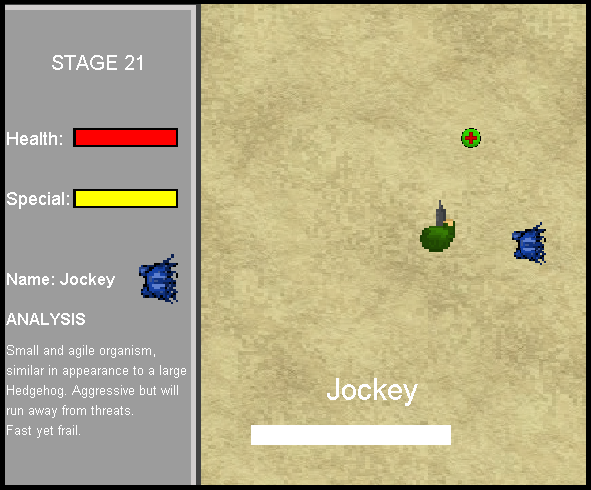 STAGE 21
Health:
Special:
Name: Jockey
ANALYSIS
Small and agile organism,
similar in appearance to a large
Hedgehog. Aggressive but will
run away from threats.
Fast yet frail.
Jockey